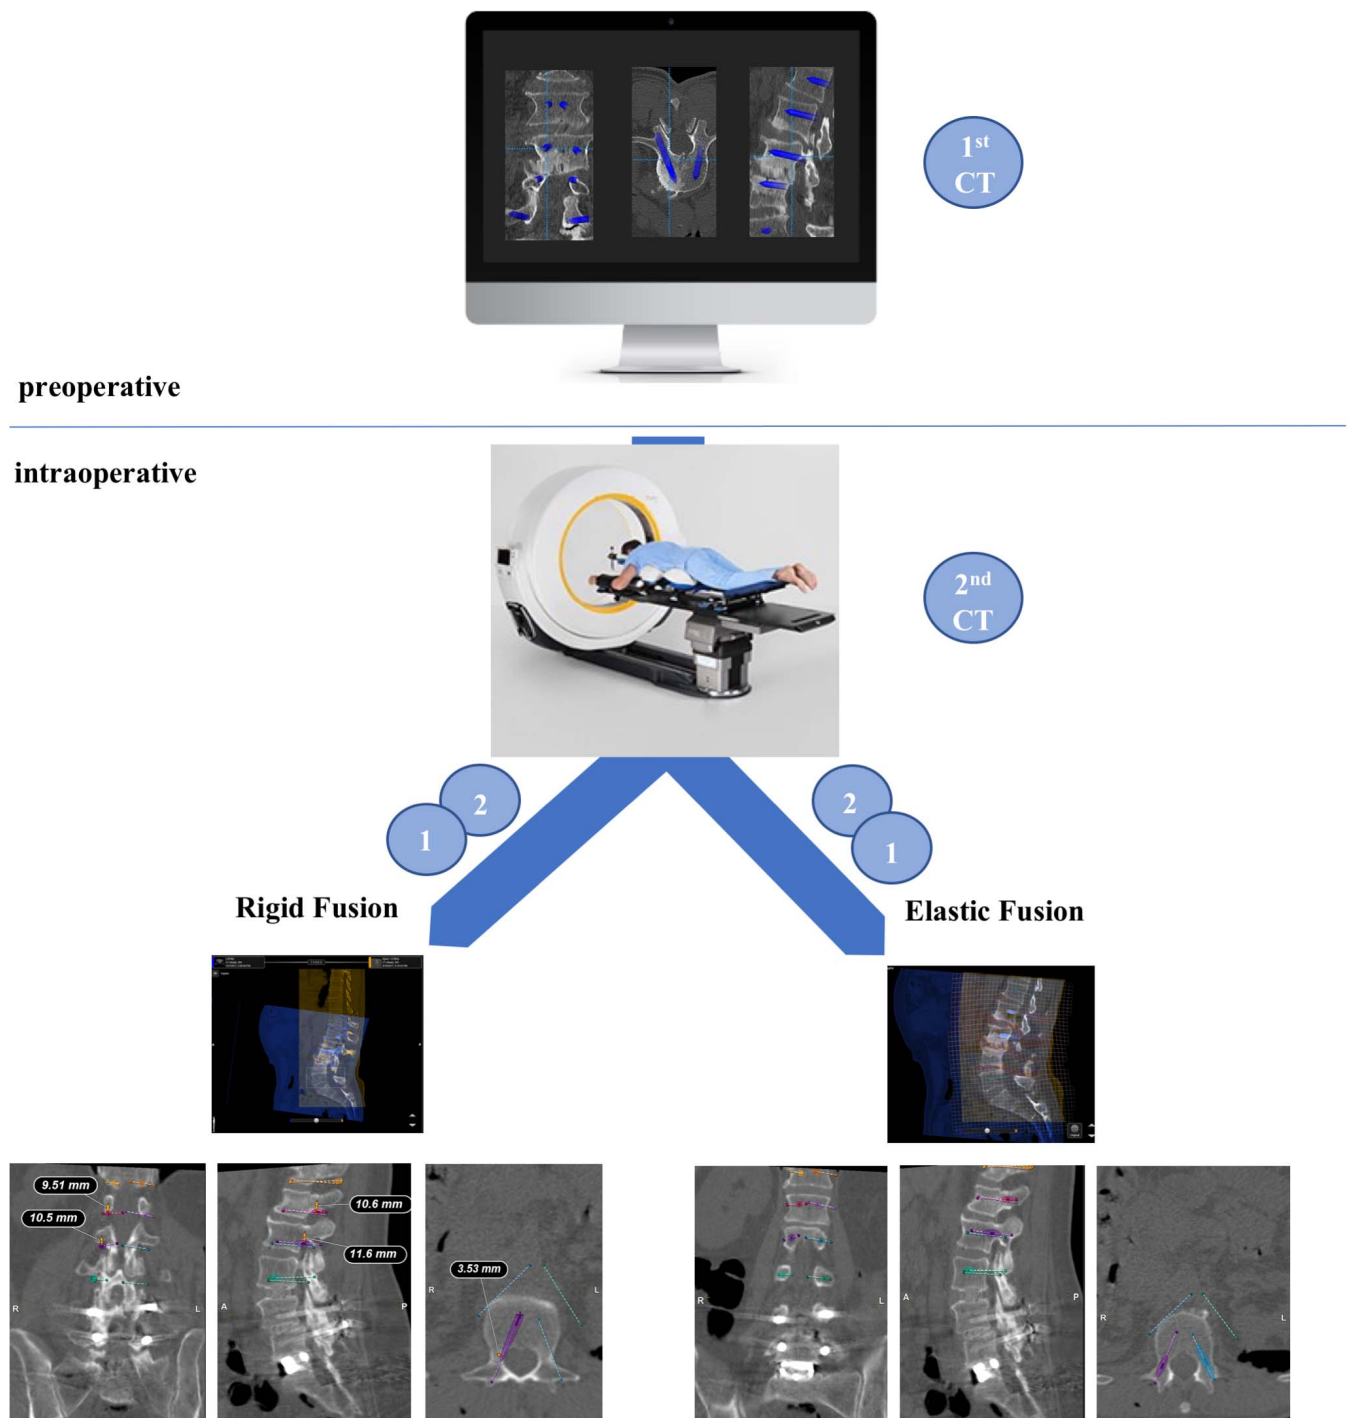 1st
CT
preoperative
intraoperative
2nd
CT
2
1
2
1
Rigid Fusion
Elastic Fusion
9.51 mm
10.5 mm
R
L
10.6 mm
11.6 mm
A
P
3.53 mm
R
L
R
L
A
P
R
L